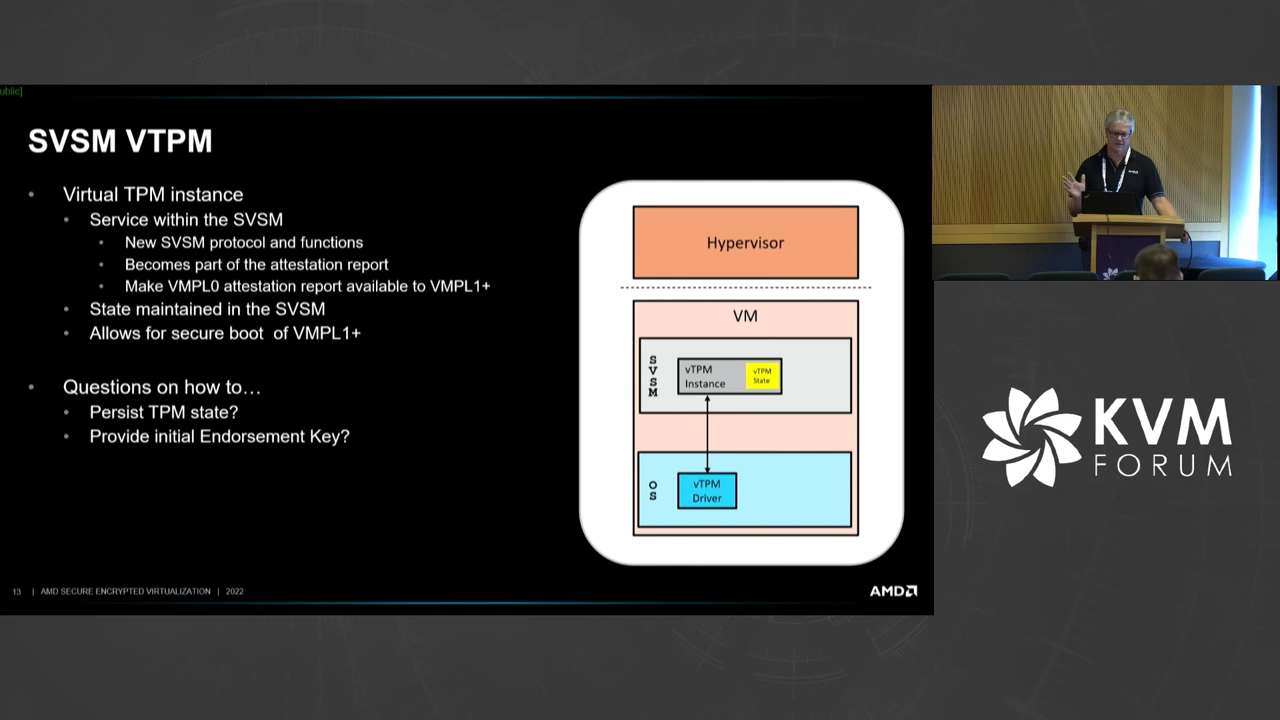 ublic]
SVSM VTPM
• Virtual TPM instance
• Service within the SVSM
• New SVSM protocol and functions
• Becomes part of the attestation report
• Make VMPL0 attestation report available to VMPL1+
• State maintained in the SVSM
• Allows for secure boot of VMPL1+
• Questions on how to…
• Persist TPM state?
• Provide initial Endorsement Key?
Hypervisor
VM
SVSM
vTPM
Instance
vTPM
State
OS
vTPM
Driver
13 | AMD SECURE ENCRYPTED VIRTUALIZATION | 2022
AMD
AMD
KVM
FORUM